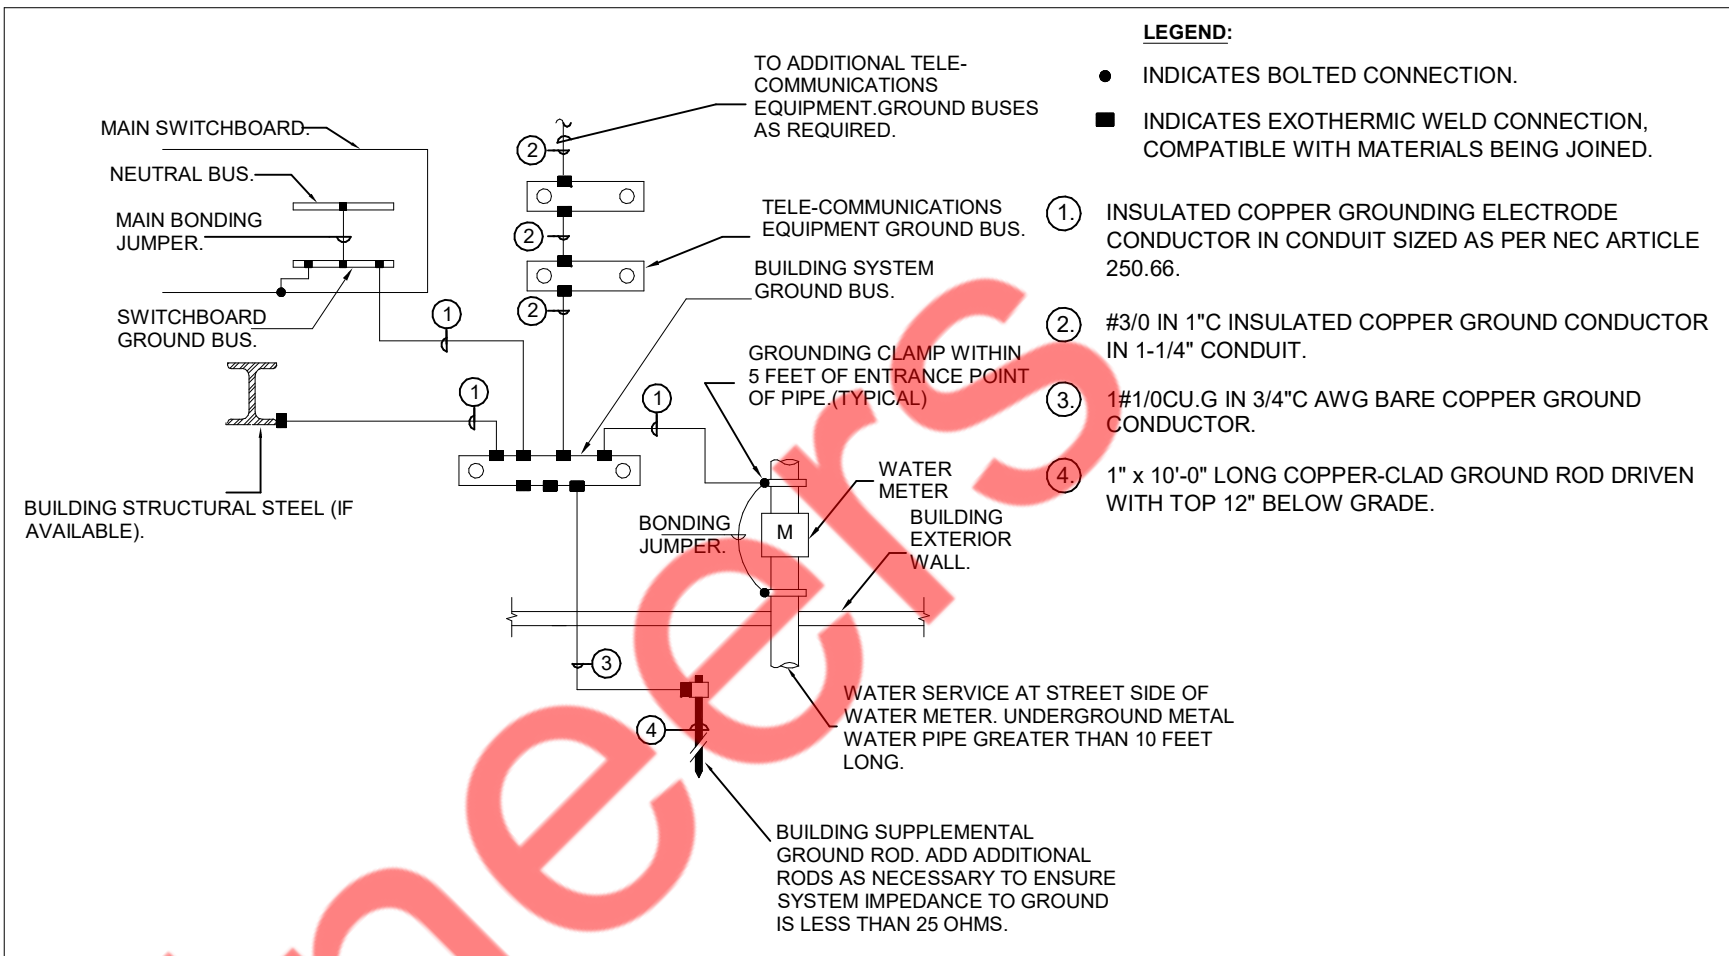 LEGEND:
INDICATES BOLTED CONNECTION.
INDICATES EXOTHERMIC WELD CONNECTION,
COMPATIBLE WITH MATERIALS BEING JOINED.
1. INSULATED COPPER GROUNDING ELECTRODE
CONDUCTOR IN CONDUIT SIZED AS PER NEC ARTICLE
250.66.
2. #3/0 IN 1"C INSULATED COPPER GROUND CONDUCTOR
IN 1-1/4" CONDUIT.
3. 1#1/0CU.G IN 3/4"C AWG BARE COPPER GROUND
CONDUCTOR.
4. 1" x 10'-0" LONG COPPER-CLAD GROUND ROD DRIVEN
WITH TOP 12" BELOW GRADE.
TO ADDITIONAL TELE-
COMMUNICATIONS
EQUIPMENT.GROUND BUSES
AS REQUIRED.
MAIN SWITCHBOARD.
NEUTRAL BUS.
MAIN BONDING
JUMPER.
SWITCHBOARD
GROUND BUS.
2
2
2
TELE-COMMUNICATIONS
EQUIPMENT GROUND BUS.
BUILDING SYSTEM
GROUND BUS.
1
1
1
GROUNDING CLAMP WITHIN
5 FEET OF ENTRANCE POINT
OF PIPE.(TYPICAL)
BUILDING STRUCTURAL STEEL (IF
AVAILABLE).
WATER
METER
BONDING
JUMPER.
M
BUILDING
EXTERIOR
WALL.
3
4
WATER SERVICE AT STREET SIDE OF
WATER METER. UNDERGROUND METAL
WATER PIPE GREATER THAN 10 FEET
LONG.
BUILDING SUPPLEMENTAL
GROUND ROD. ADD ADDITIONAL
RODS AS NECESSARY TO ENSURE
SYSTEM IMPEDANCE TO GROUND
IS LESS THAN 25 OHMS.
neers